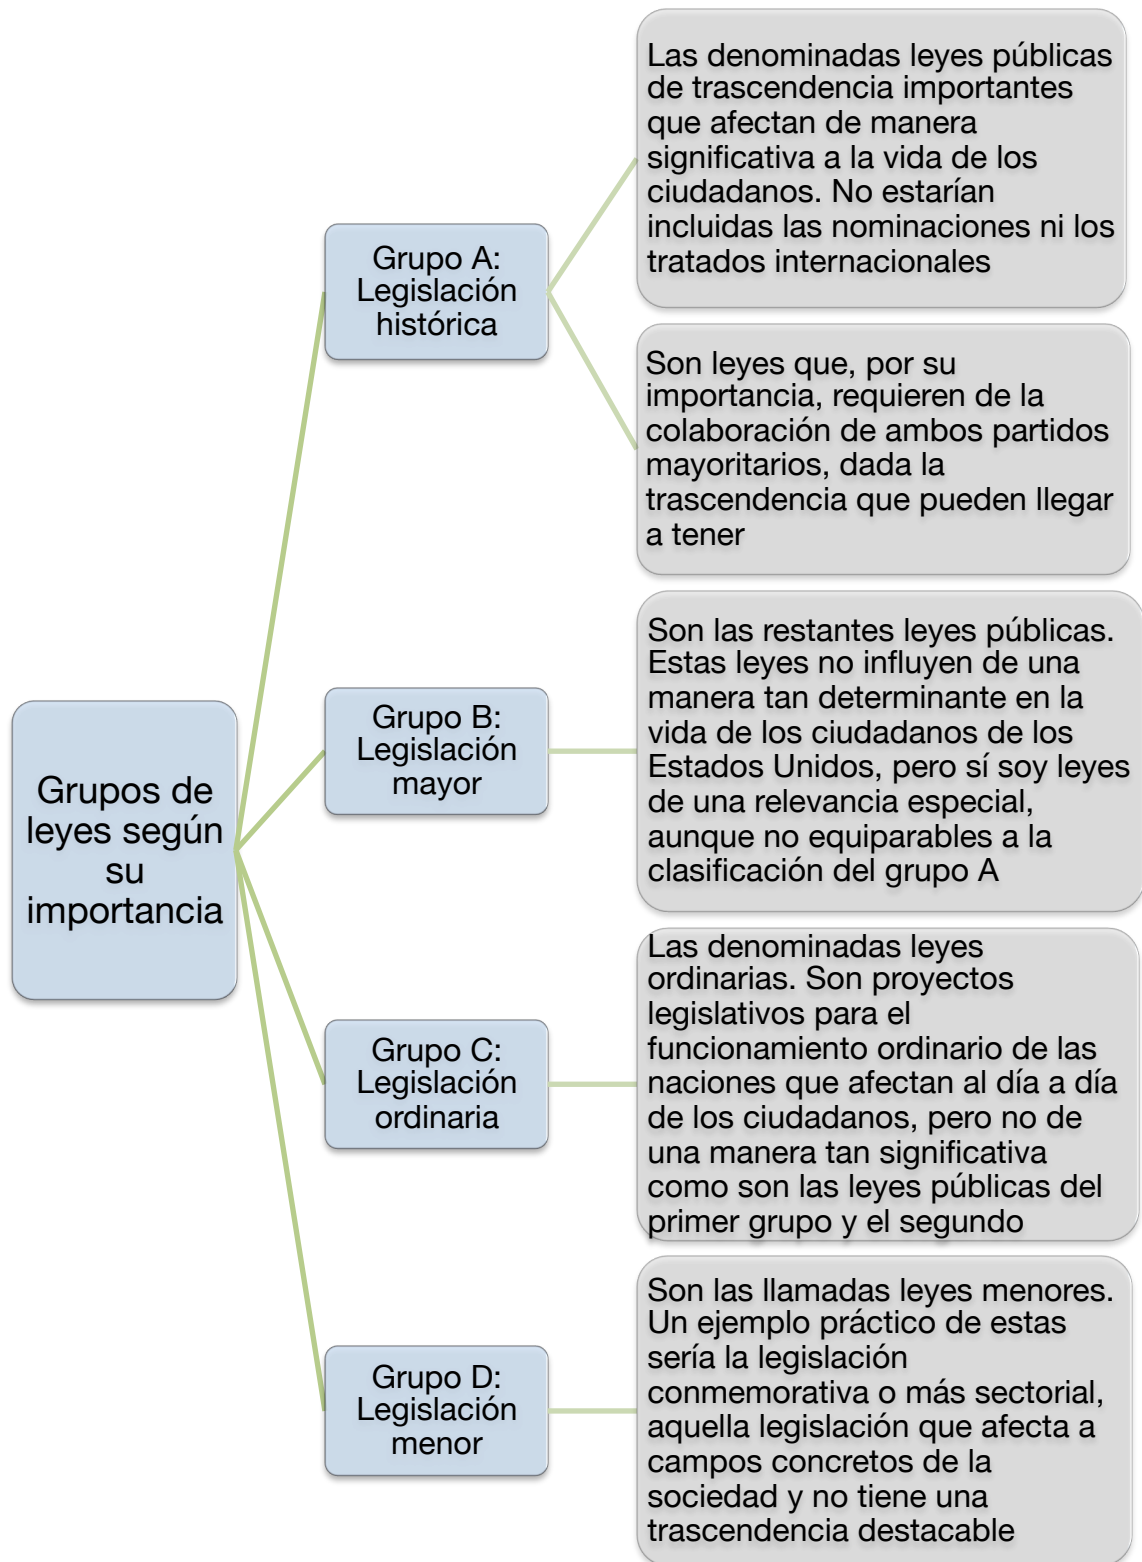 Grupos de
leyes según
su
importancia
Grupo A:
Legislación
histórica
Las denominadas leyes públicas
de trascendencia importantes
que afectan de manera
significativa a la vida de los
ciudadanos. No estarían
incluidas las nominaciones ni los
tratados internacionales
Son leyes que, por su
importancia, requieren de la
colaboración de ambos partidos
mayoritarios, dada la
trascendencia que pueden llegar
a tener
Grupo B:
Legislación
mayor
Son las restantes leyes públicas.
Estas leyes no influyen de una
manera tan determinante en la
vida de los ciudadanos de los
Estados Unidos, pero sí soy leyes
de una relevancia especial,
aunque no equiparables a la
clasificación del grupo A
Grupo C:
Legislación
ordinaria
Las denominadas leyes
ordinarias. Son proyectos
legislativos para el
funcionamiento ordinario de las
naciones que afectan al día a día
de los ciudadanos, pero no de
una manera tan significativa
como son las leyes públicas del
primer grupo y el segundo
Grupo D:
Legislación
menor
Son las llamadas leyes menores.
Un ejemplo práctico de estas
sería la legislación
conmemorativa o más sectorial,
aquella legislación que afecta a
campos concretos de la
sociedad y no tiene una
trascendencia destacable